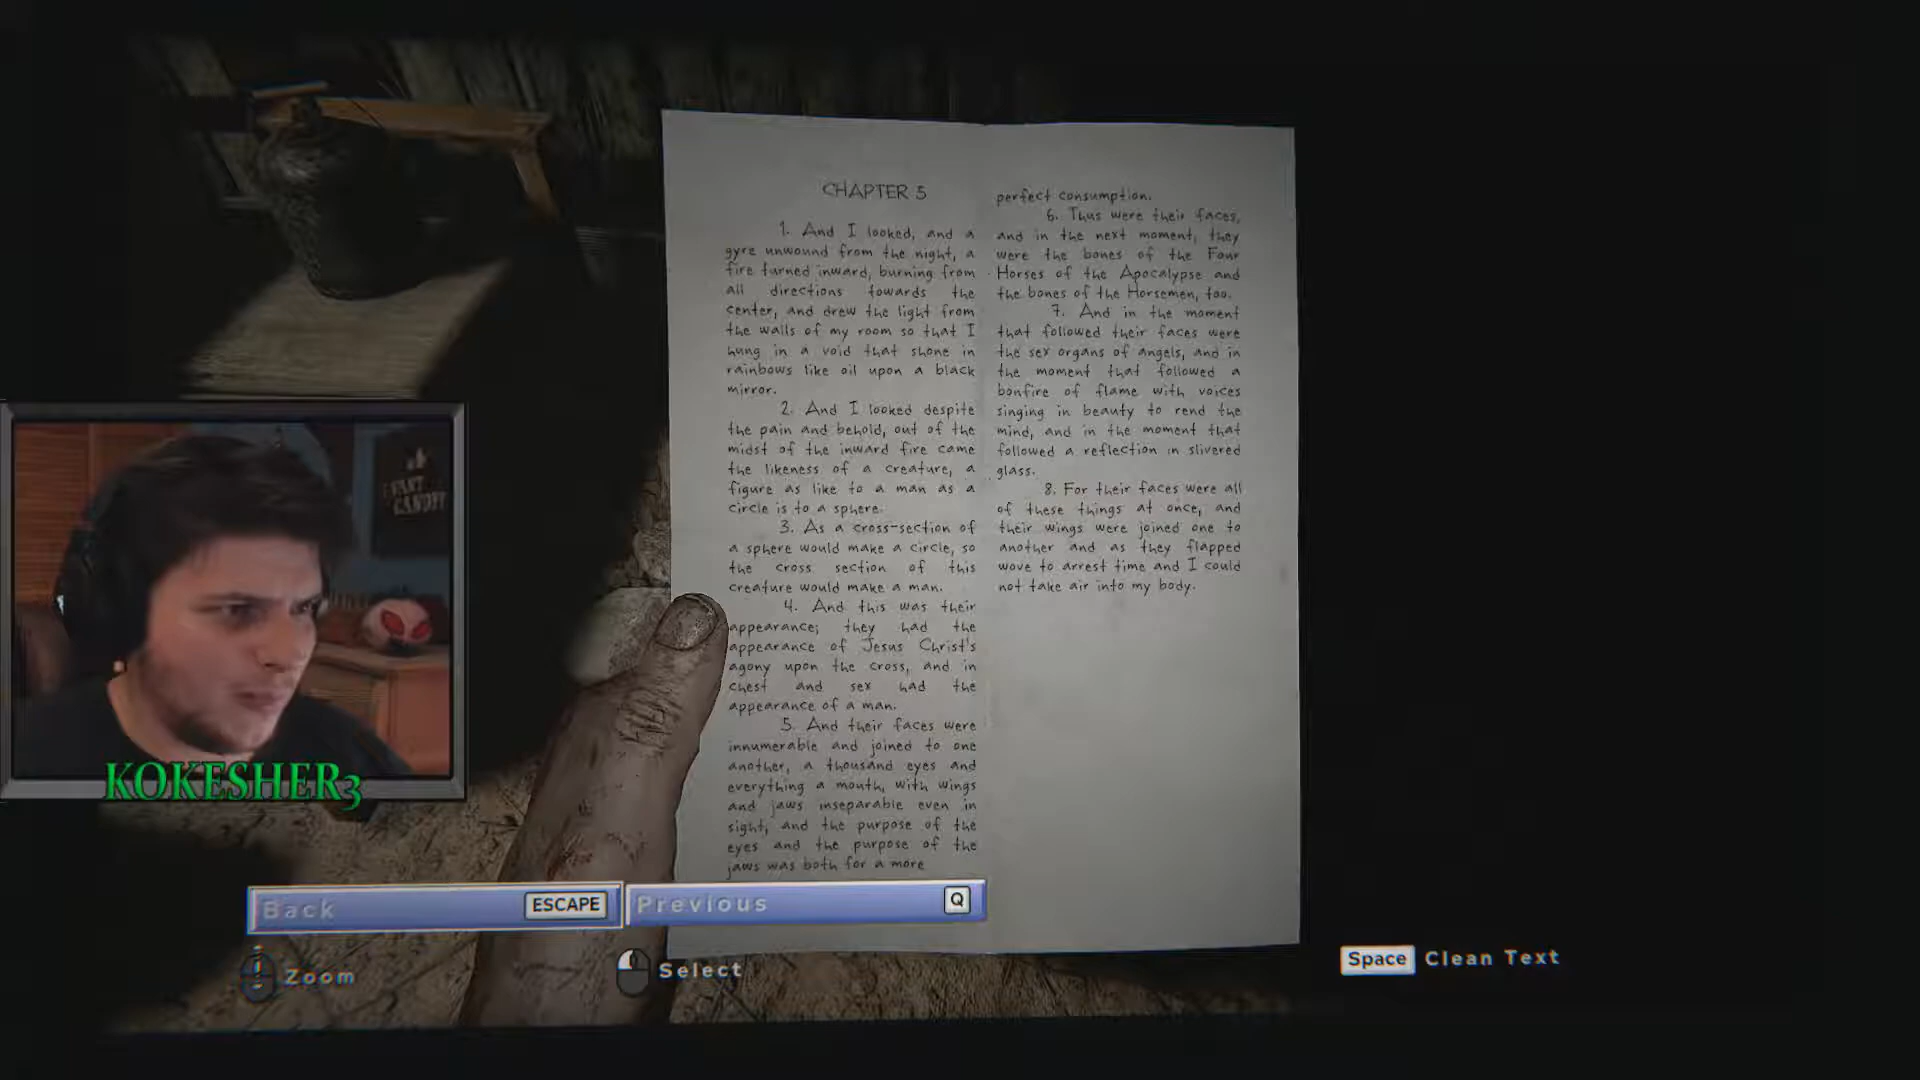 CHAPTER 5
1. And I looked, and a
gyre unwound from the night, a
fire turned inward, burning from
all directions towards the
center, and drew the light from
the walls of my room so that I
hung in a void that shone in
rainbows like oil upon a black
mirror.
2. And I looked despite
the pain and behold, out of the
midst of the inward fire came
the likeness of a creature, a
figure as like to a man as a
circle is to a sphere.
3. As a cross-section of
a sphere would make a circle, so
the cross section of this
creature would make a man.
4. And this was their
appearance; they had the
appearance of Jesus Christ's
agony upon the cross, and in
chest and sex had the
appearance of a man.
5. And their faces were
innumerable and joined to one
another, a thousand eyes and
everything a mouth, with wings
and jaws inseparable even in
sight, and the purpose of the
eyes and the purpose of the
jaws was both for a more
perfect consumption.
6. Thus were their faces,
and in the next moment, they
were the bones of the Four
Horses of the Apocalypse and
the bones of the Horsemen, too.
7. And in the moment
that followed their faces were
the sex organs of angels, and in
the moment that followed a
bonfire of flame with voices
singing in beauty to rend the
mind, and in the moment that
followed a reflection in slivered
glass.
8. For their faces were all
of these things at once, and
their wings were joined one to
another and as they flapped
wove to arrest time and I could
not take air into my body.
KOKESHER3
Back ESCAPE
Previous Q
Zoom
Select
Space Clean Text